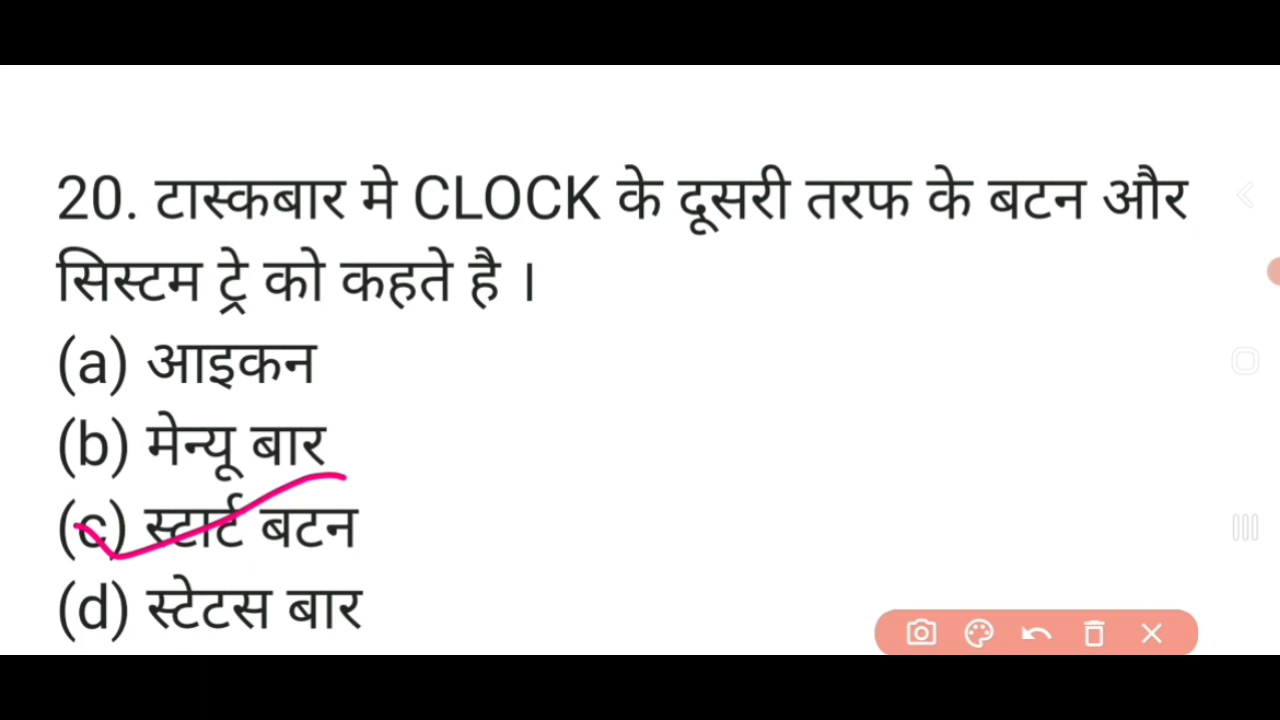 20. टास्कबार मे CLOCK के दूसरी तरफ के बटन और
सिस्टम ट्रे को कहते है ।
(a) आइकन
(b) मेन्यू बार
(c) स्टार्ट बटन
(d) स्टेटस बार